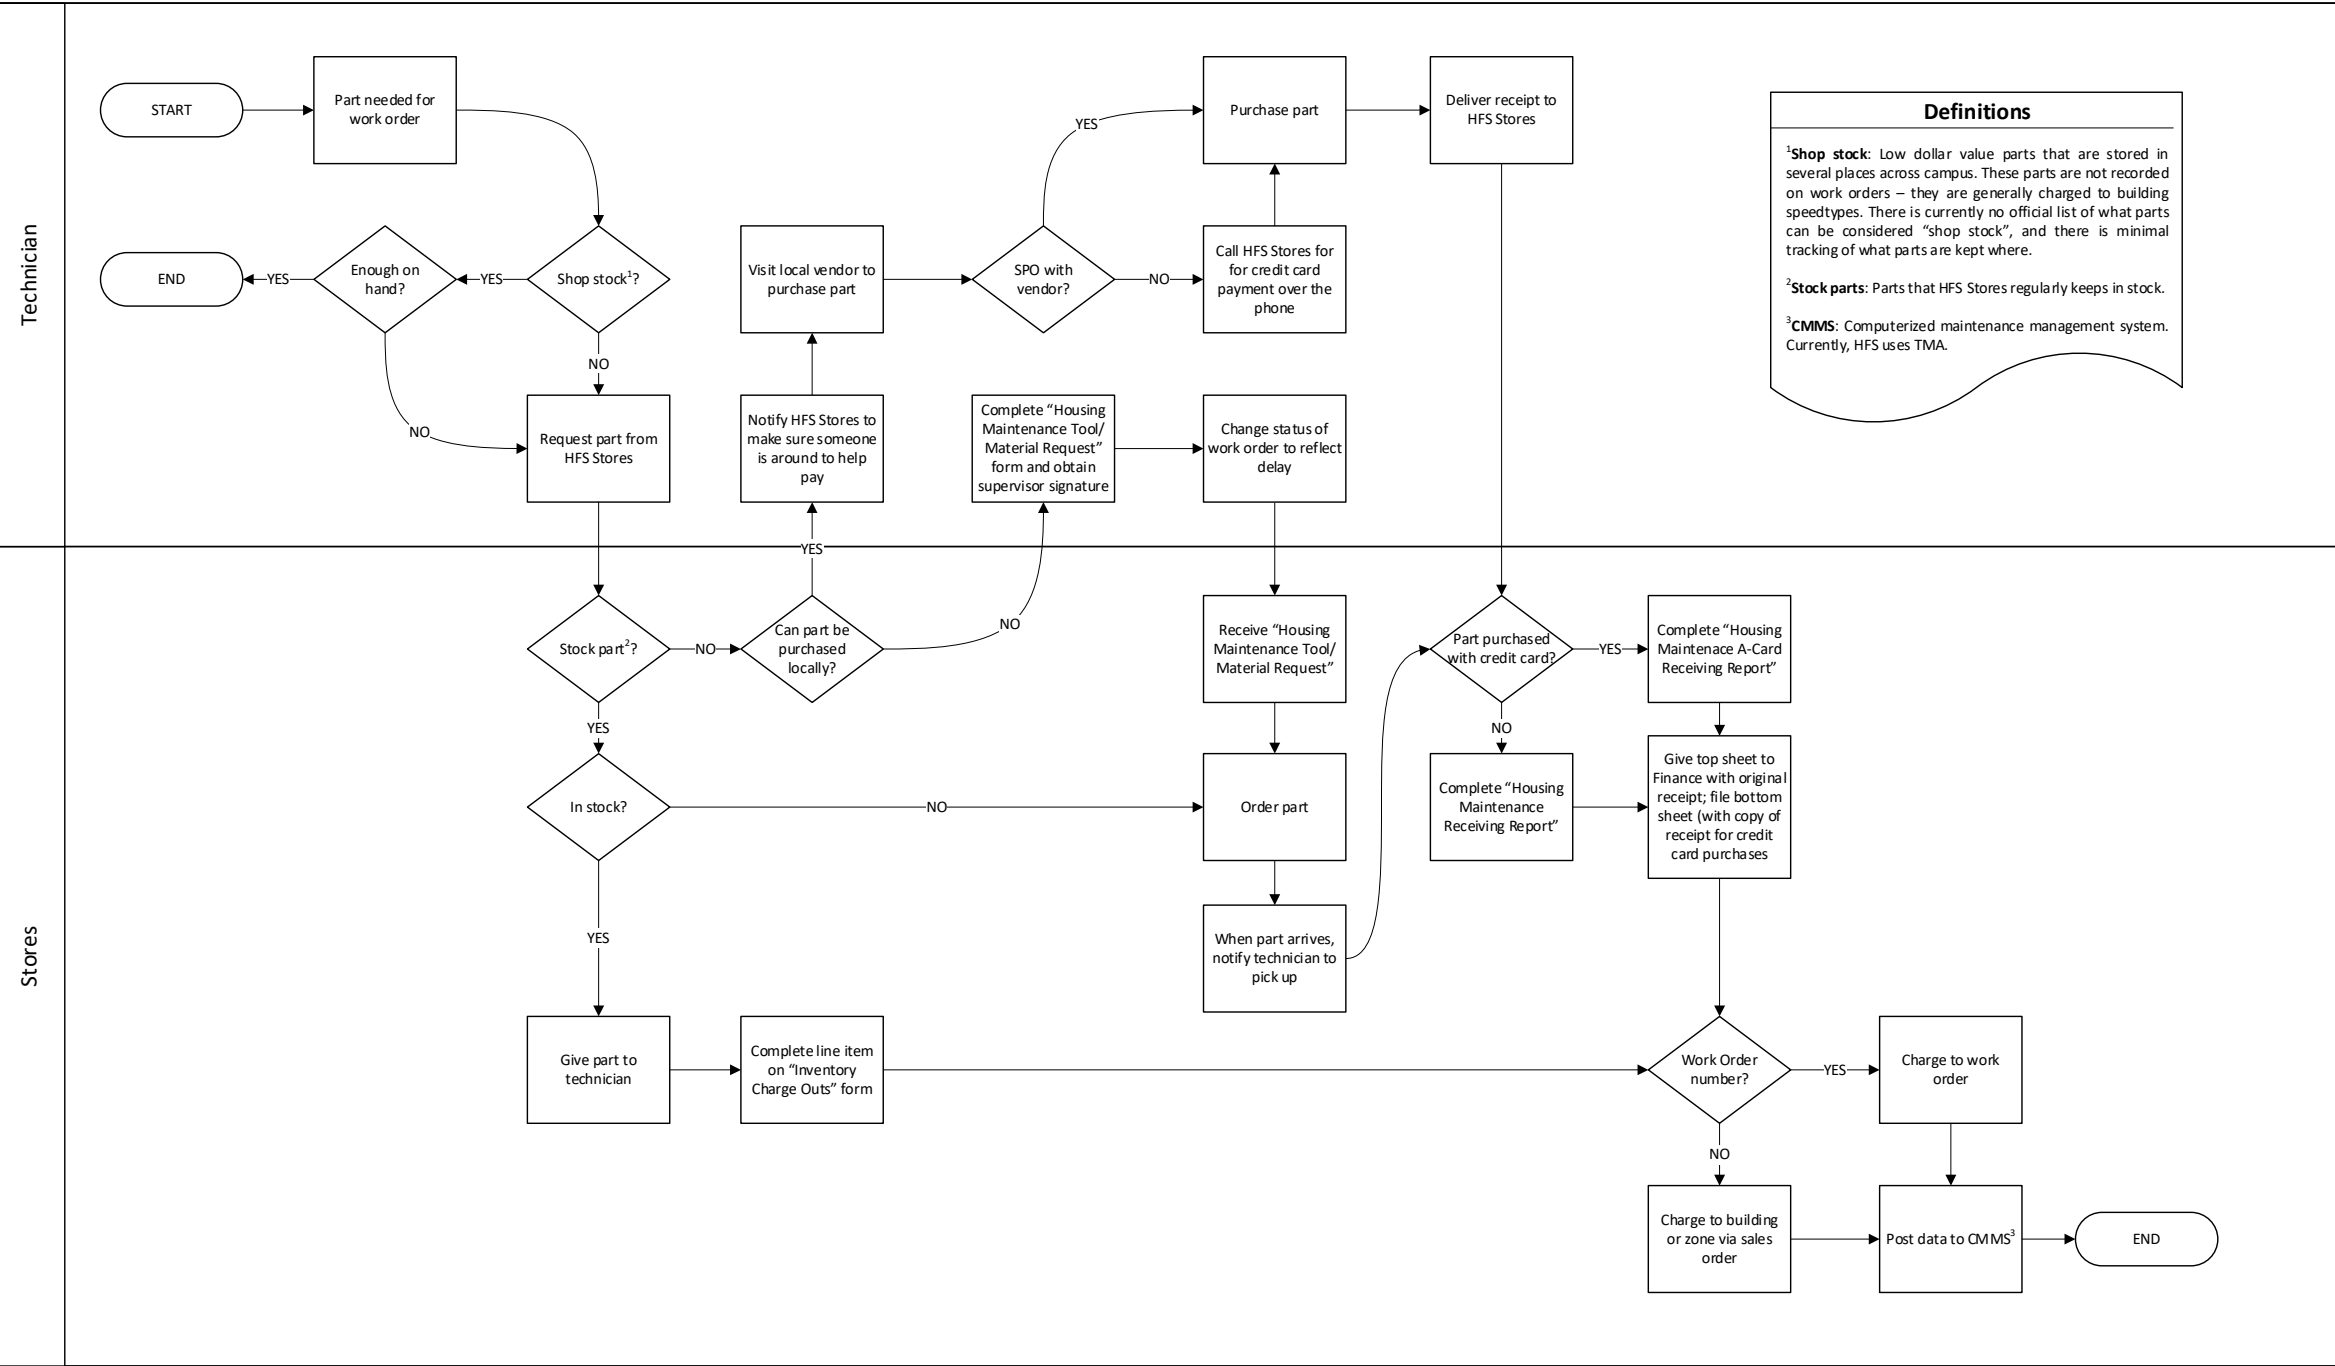 Technician
START
Part needed for
work order
Purchase part
Deliver receipt to
HFS Stores
YES
Definitions
¹Shop stock: Low dollar value parts that are stored in
several places across campus. These parts are not recorded
on work orders – they are generally charged to building
speedtypes. There is currently no official list of what parts
can be considered “shop stock”, and there is minimal
tracking of what parts are kept where.
²Stock parts: Parts that HFS Stores regularly keeps in stock.
³CMMS: Computerized maintenance management system.
Currently, HFS uses TMA.
END
YES
Enough on
hand?
YES
Shop stock¹?
Visit local vendor to
purchase part
SPO with
vendor?
NO
Call HFS Stores for
for credit card
payment over the
phone
NO
NO
Request part from
HFS Stores
Notify HFS Stores to
make sure someone
is around to help
pay
Complete “Housing
Maintenance Tool/
Material Request”
form and obtain
supervisor signature
Change status of
work order to reflect
delay
YES
Stores
Stock part²?
NO
Can part be
purchased
locally?
NO
Receive “Housing
Maintenance Tool/
Material Request”
Part purchased
with credit card?
YES
Complete “Housing
Maintenace A-Card
Receiving Report”
YES
NO
In stock?
NO
Order part
Complete “Housing
Maintenance
Receiving Report”
Give top sheet to
Finance with original
receipt; file bottom
sheet (with copy of
receipt for credit
card purchases
YES
When part arrives,
notify technician to
pick up
Give part to
technician
Complete line item
on “Inventory
Charge Outs” form
Work Order
number?
YES
Charge to work
order
NO
Charge to building
or zone via sales
order
Post data to CMMS³
END